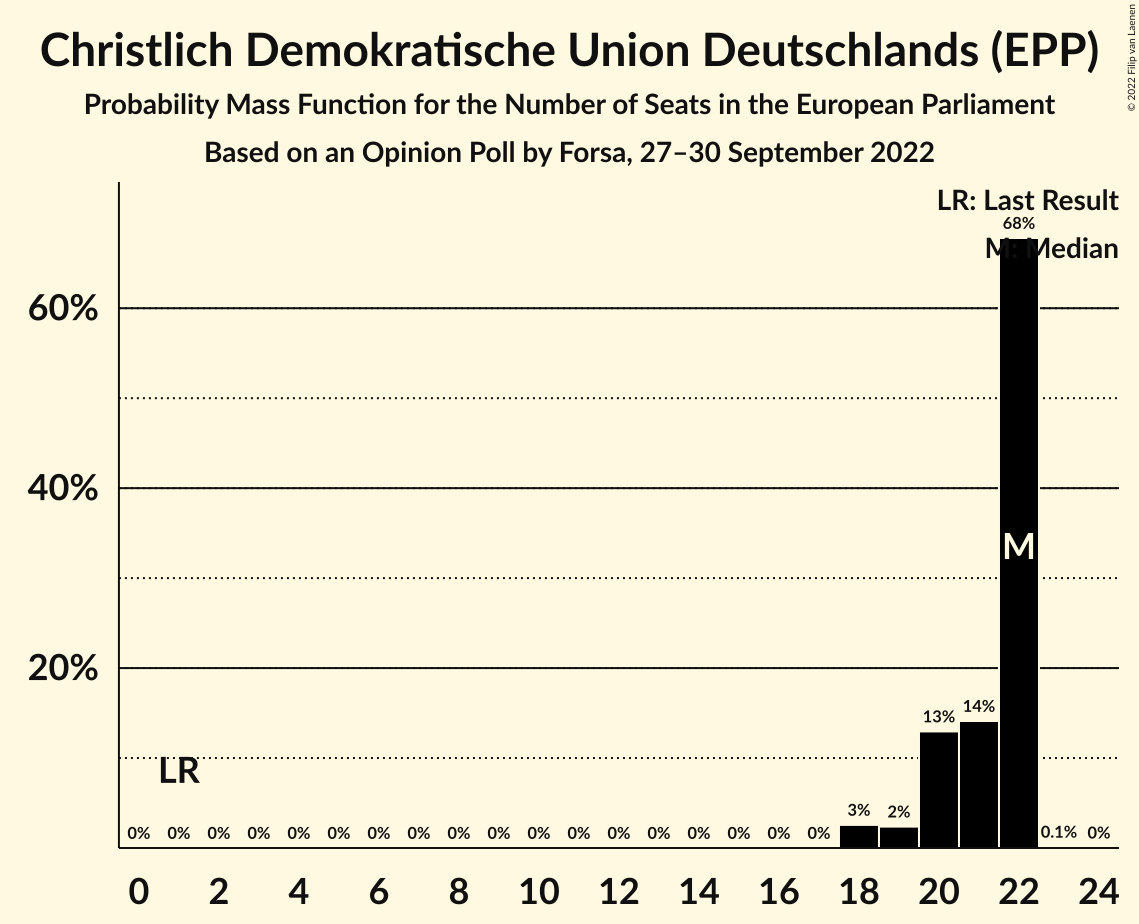 Christlich Demokratische Union Deutschlands (EPP)
Probability Mass Function for the Number of Seats in the European Parliament
Based on an Opinion Poll by Forsa, 27–30 September 2022
© 2022 Filip van Laenen
LR: Last Result
68%
M: Median
60%
40%
M
20%
14%
13%
LR
3%
2%
0% 0% 0% 0% 0% 0% 0% 0% 0% 0% 0% 0% 0% 0% 0% 0% 0% 0% 0.1% 0%
0 2 4 6 8 10 12 14 16 18 20 22 24